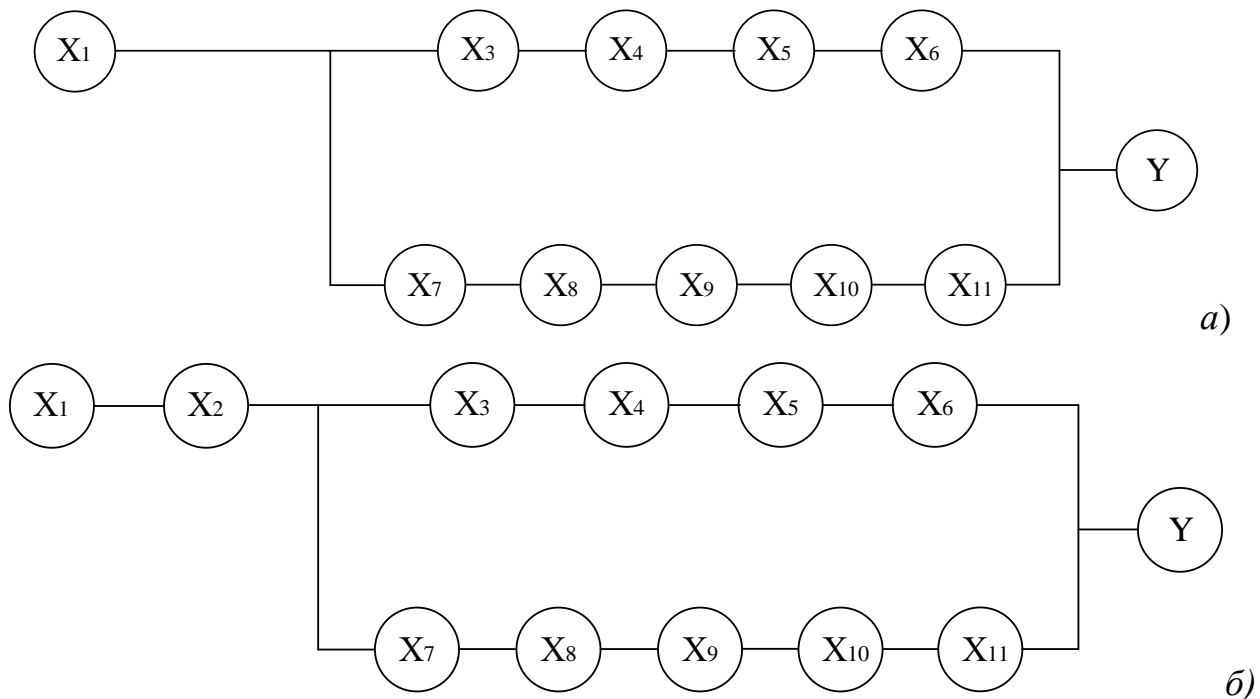 X1 X3 X4 X5 X6
Y
X7 X8 X9 X10 X11
а)
X1 X2 X3 X4 X5 X6
Y
X7 X8 X9 X10 X11
б)